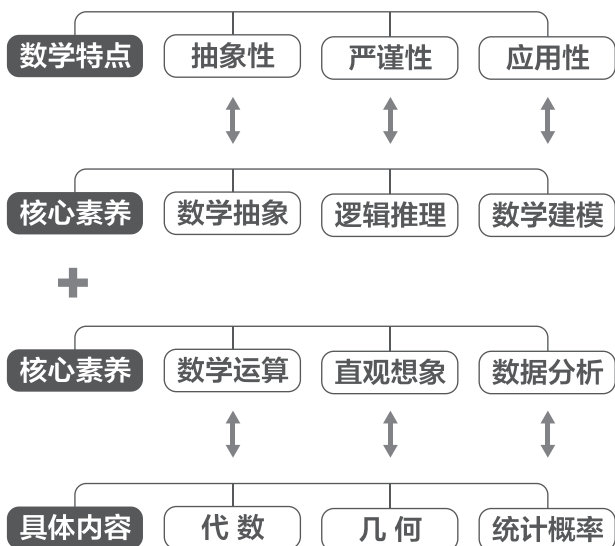 数学特点 抽象性 严谨性 应用性
核心素养 数学抽象 逻辑推理 数学建模
+
核心素养 数学运算 直观想象 数据分析
具体内容 代 数 几 何 统计概率